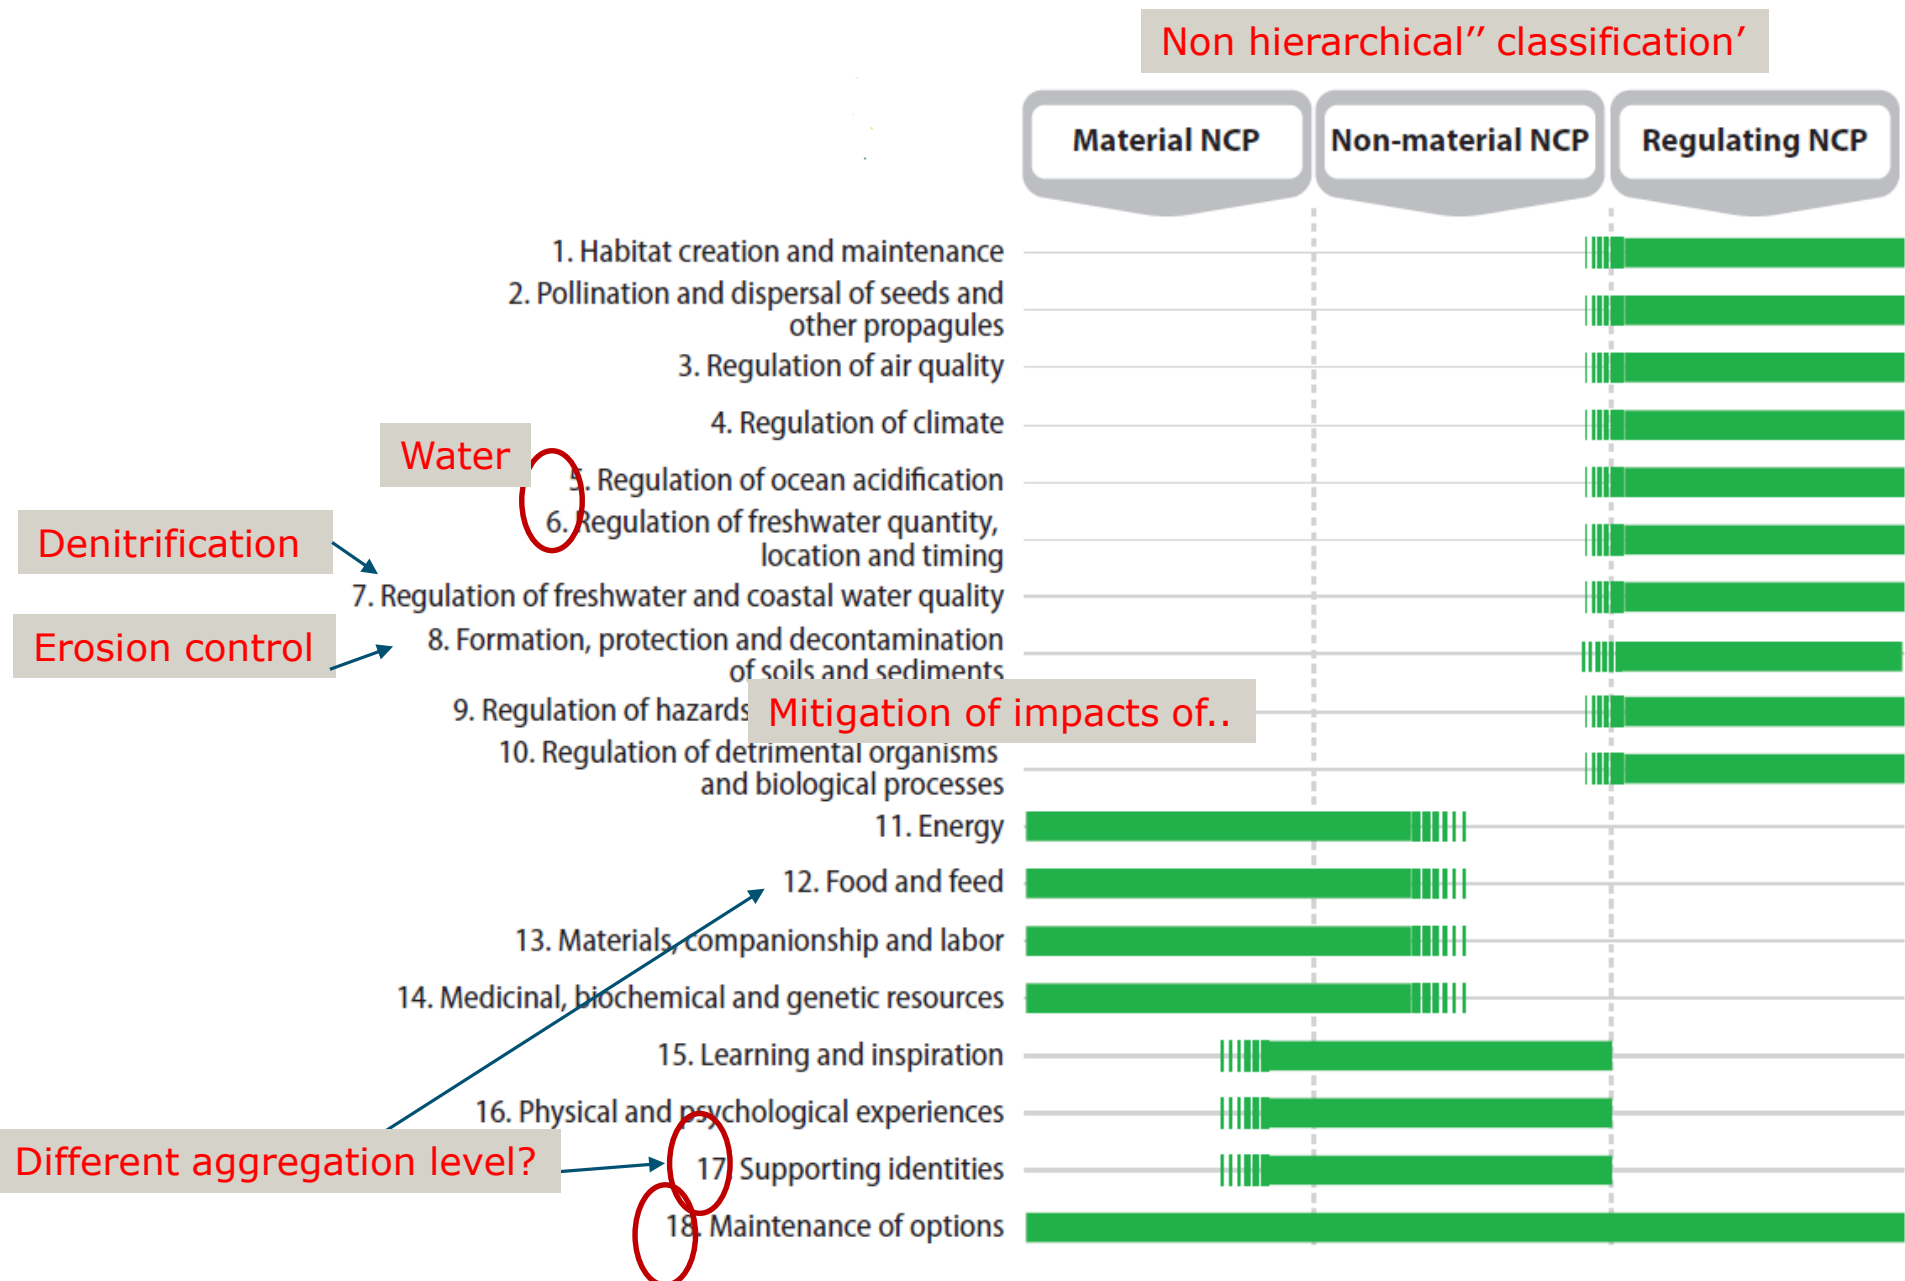 Non hierarchical’’ classification’
Material NCP
Non-material NCP
Regulating NCP
1. Habitat creation and maintenance
2. Pollination and dispersal of seeds and
other propagules
3. Regulation of air quality
4. Regulation of climate
Water
5. Regulation of ocean acidification
6. Regulation of freshwater quantity,
location and timing
Denitrification
7. Regulation of freshwater and coastal water quality
Erosion control
8. Formation, protection and decontamination
of soils and sediments
9. Regulation of hazards
Mitigation of impacts of..
10. Regulation of detrimental organisms
and biological processes
11. Energy
12. Food and feed
13. Materials, companionship and labor
14. Medicinal, biochemical and genetic resources
15. Learning and inspiration
16. Physical and psychological experiences
Different aggregation level?
17. Supporting identities
18. Maintenance of options